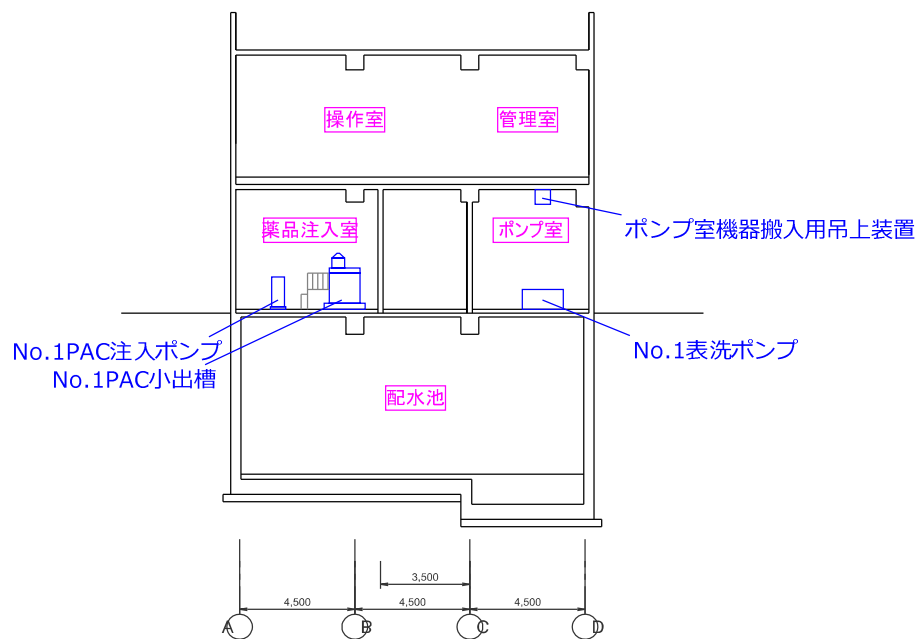 操作室
管理室
薬品注入室
ポンプ室
ポンプ室機器搬入用吊上装置
No.1PAC注入ポンプ
No.1表洗ポンプ
No.1PAC小出槽
配水池
3,500
4,500
4,500
4,500
A
B
C
D